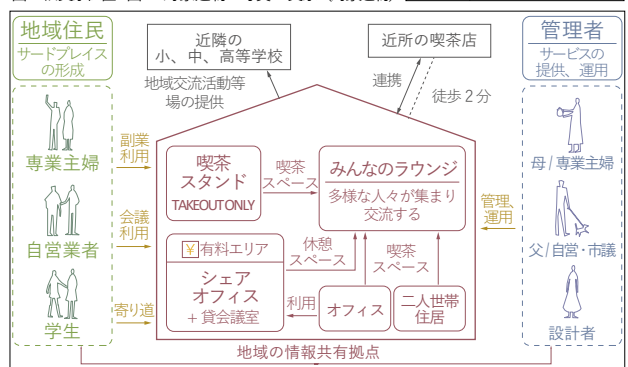 地域住民
サードプレイス
の形成
専業主婦
自営業者
学生
副業
利用
会議
利用
寄り道
近隣の
小、中、高等学校
地域交流活動等
場の提供
近所の喫茶店
連携
徒歩2分
喫茶
スタンド
TAKEOUT ONLY
喫茶
スペース
みんなのラウンジ
多様な人々が集まり
交流する
¥有料エリア
シェア
オフィス
+貸会議室
休憩
スペース
喫茶
スペース
利用
オフィス
二人世帯
住居
管理者
サービスの
提供、運用
管理、
運用
母/専業主婦
父/自営・市議
設計者
地域の情報共有拠点